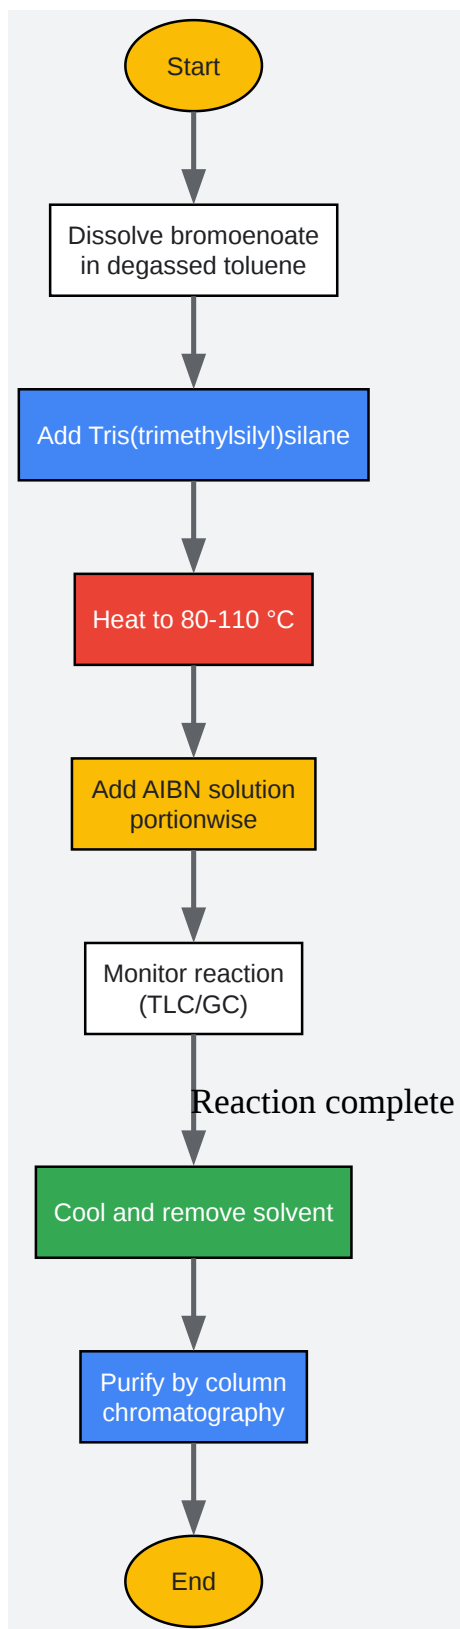 Start
Dissolve bromoenoate
in degassed toluene
Add Tris(trimethylsilyl)silane
Heat to 80-110 °C
Add AIBN solution
portionwise
Monitor reaction
(TLC/GC)
Reaction complete
Cool and remove solvent
Purify by column
chromatography
End